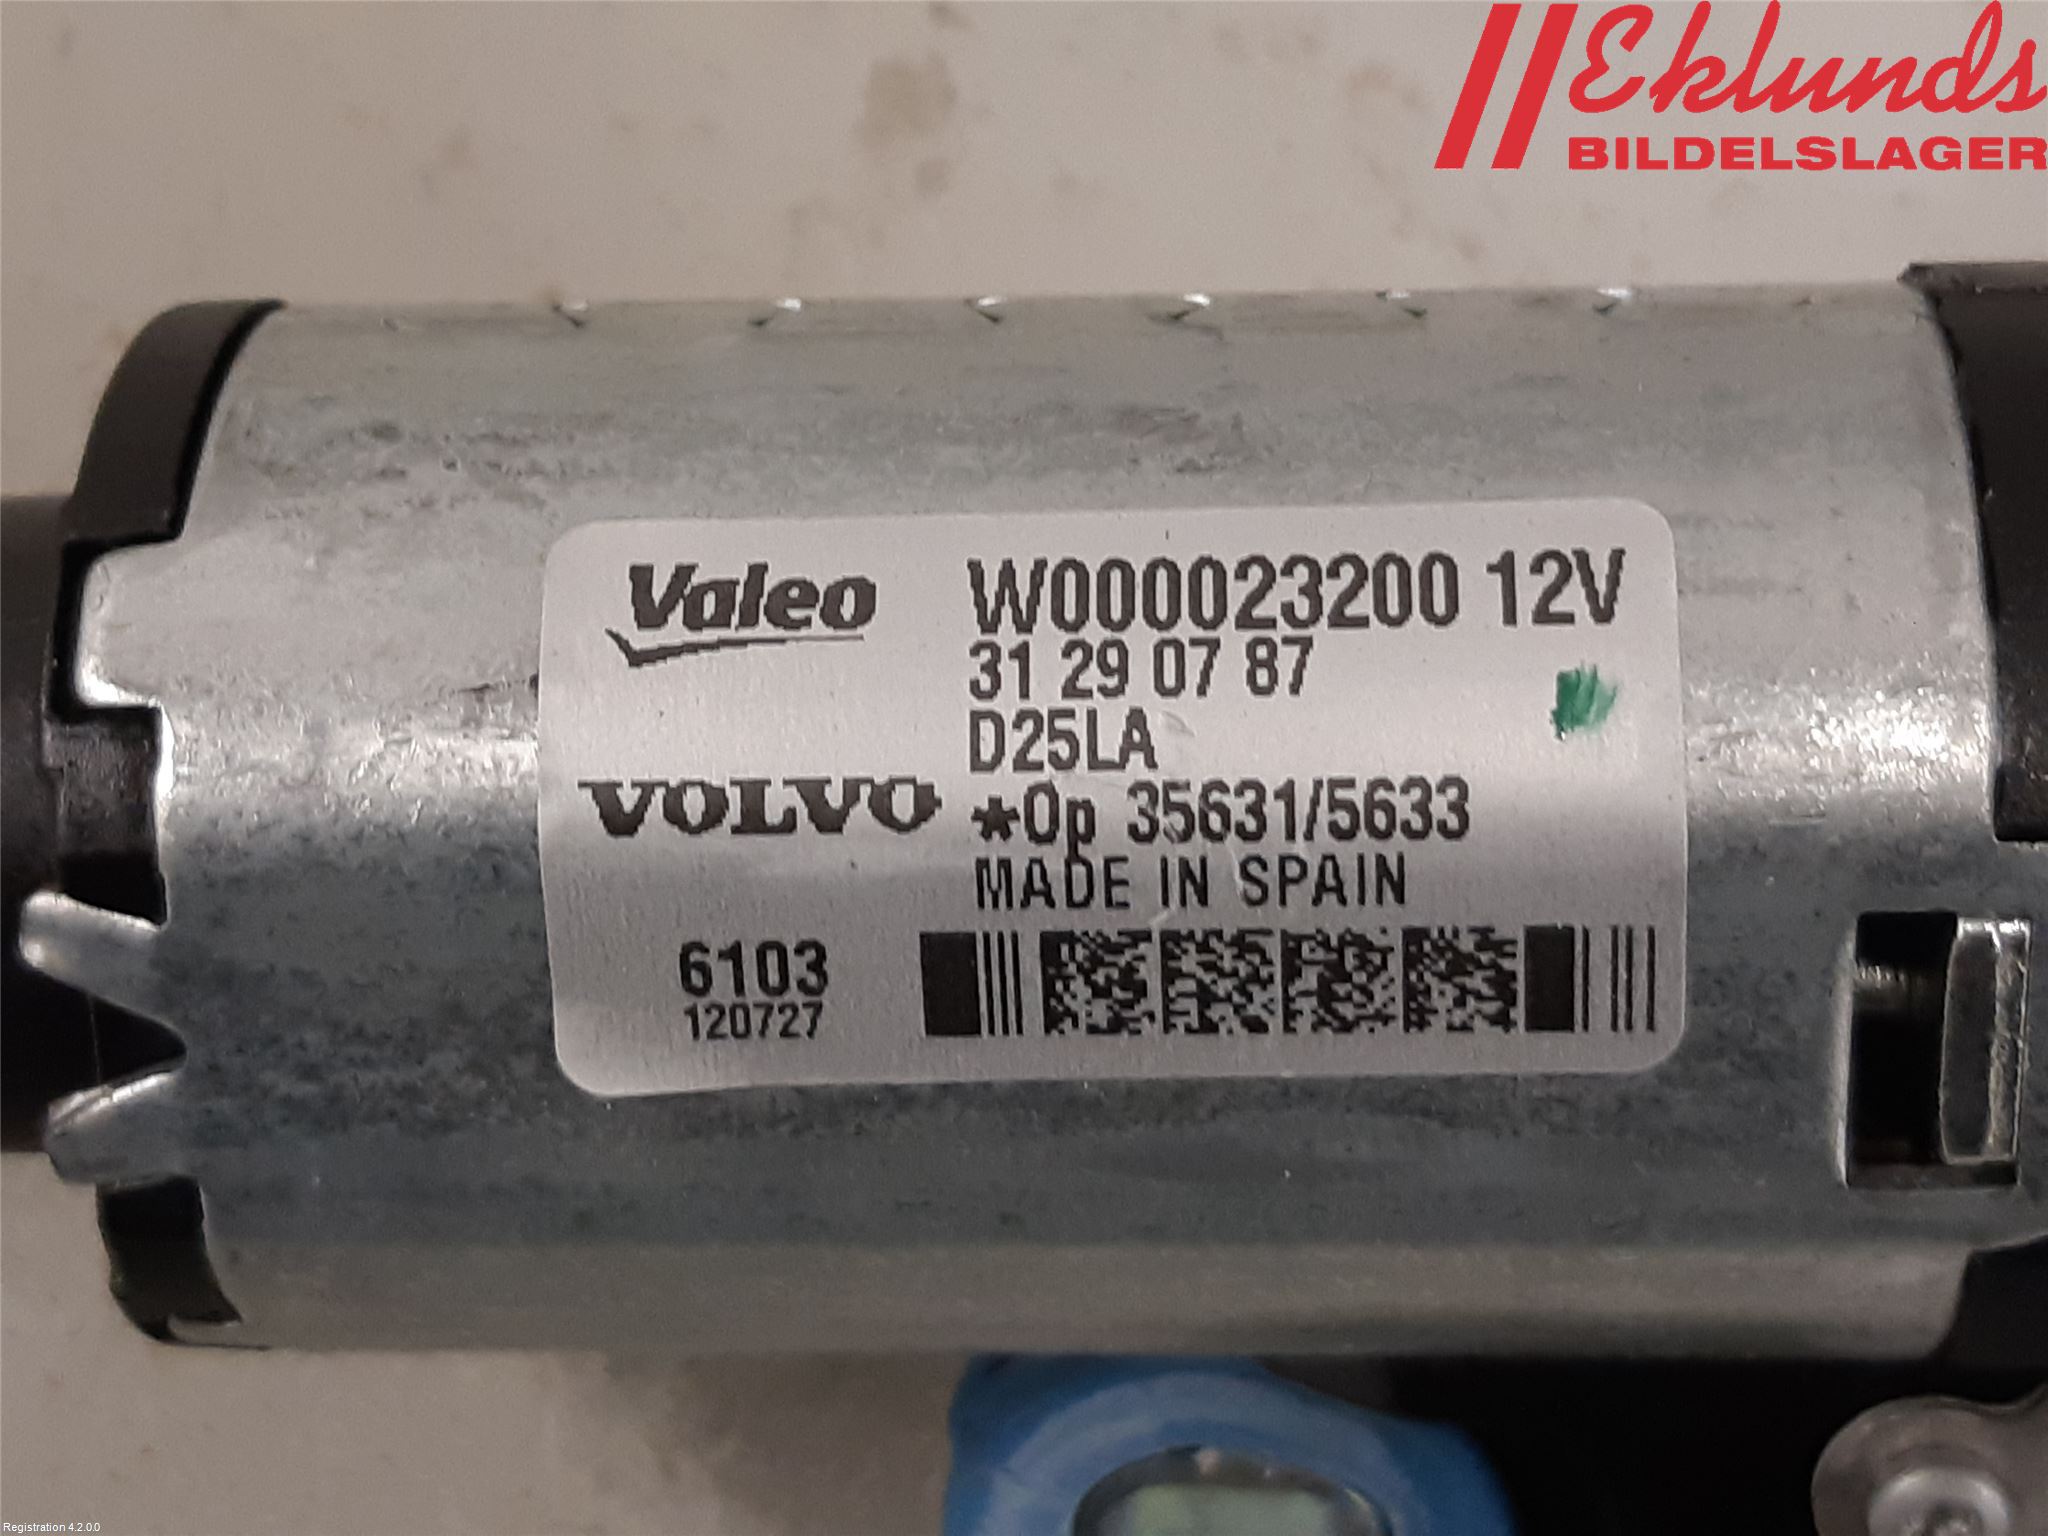 Eklunds
BILDELSLAGER
Valeo
W000023200 12V
31 29 07 87
D25LA
VOLVO
*Op 35631/5633
MADE IN SPAIN
6103
120727
Registration 4.2.0.0